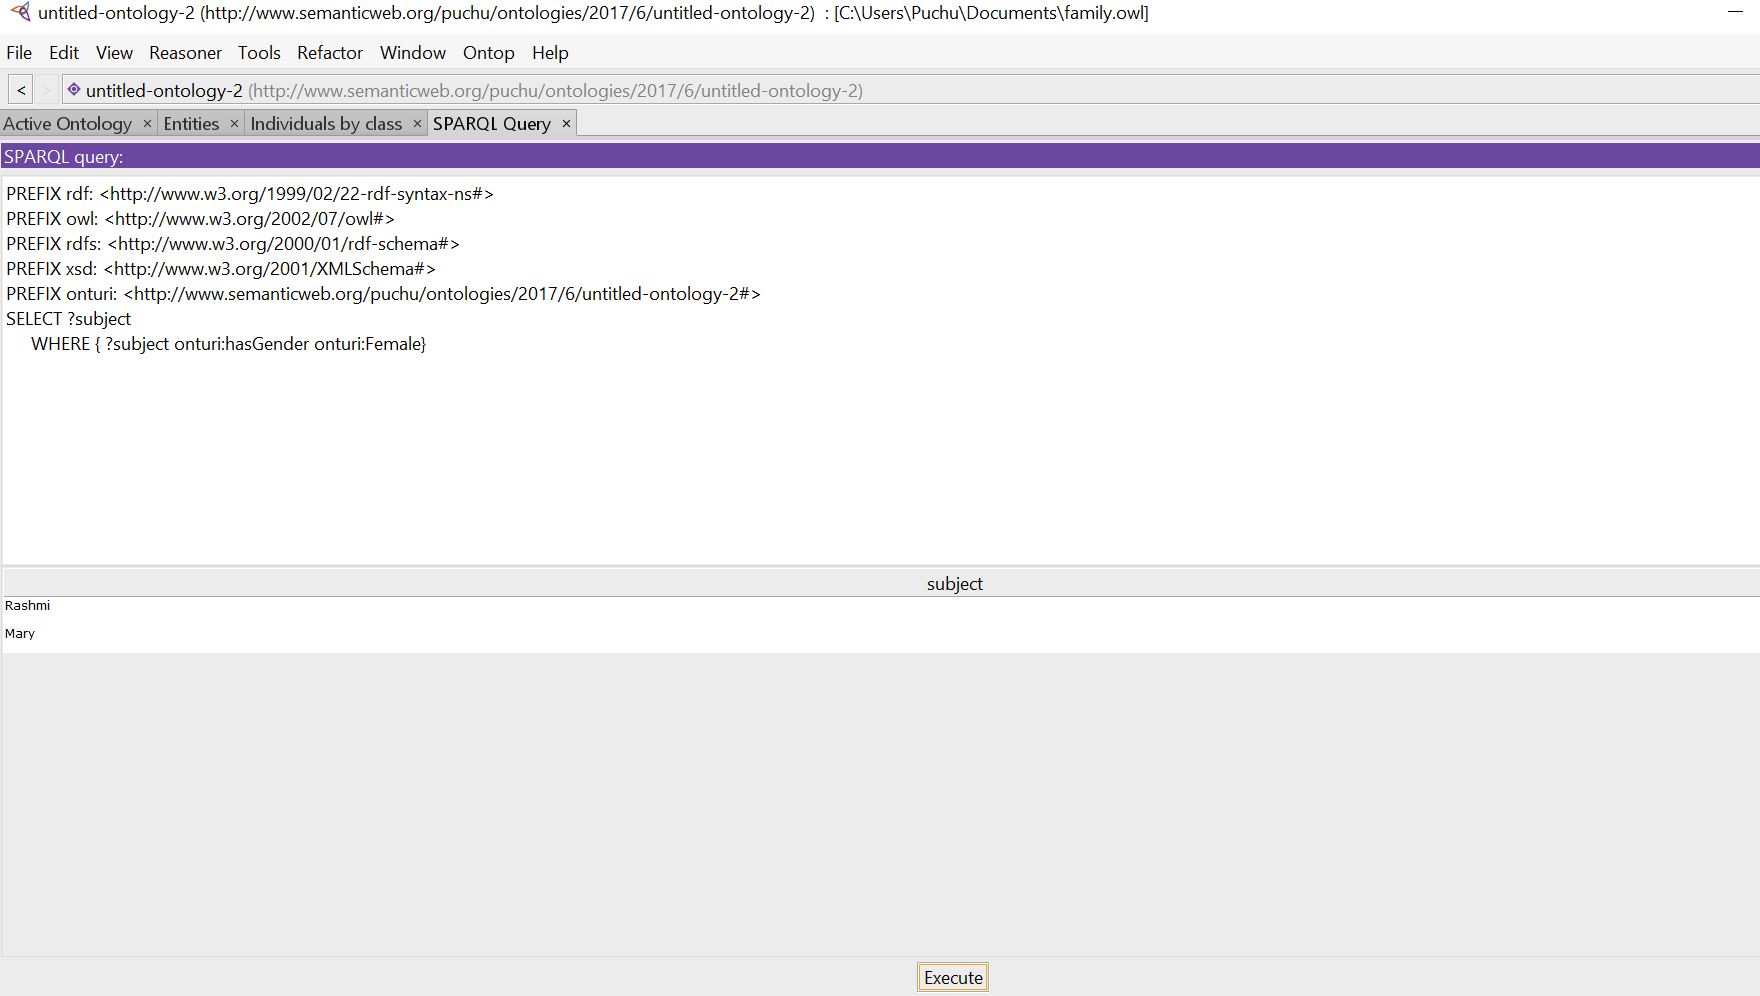 untitled-ontology-2 (http://www.semanticweb.org/puchu/ontologies/2017/6/untitled-ontology-2)  : [C:\Users\Puchu\Documents\family.owl]
File Edit View Reasoner Tools Refactor Window Ontop Help
< > untitled-ontology-2 (http://www.semanticweb.org/puchu/ontologies/2017/6/untitled-ontology-2)
Active Ontology × Entities × Individuals by class × SPARQL Query ×
SPARQL query:
PREFIX rdf: <http://www.w3.org/1999/02/22-rdf-syntax-ns#>
PREFIX owl: <http://www.w3.org/2002/07/owl#>
PREFIX rdfs: <http://www.w3.org/2000/01/rdf-schema#>
PREFIX xsd: <http://www.w3.org/2001/XMLSchema#>
PREFIX onturi: <http://www.semanticweb.org/puchu/ontologies/2017/6/untitled-ontology-2#>
SELECT ?subject
WHERE { ?subject onturi:hasGender onturi:Female}
subject
Rashmi
Mary
Execute